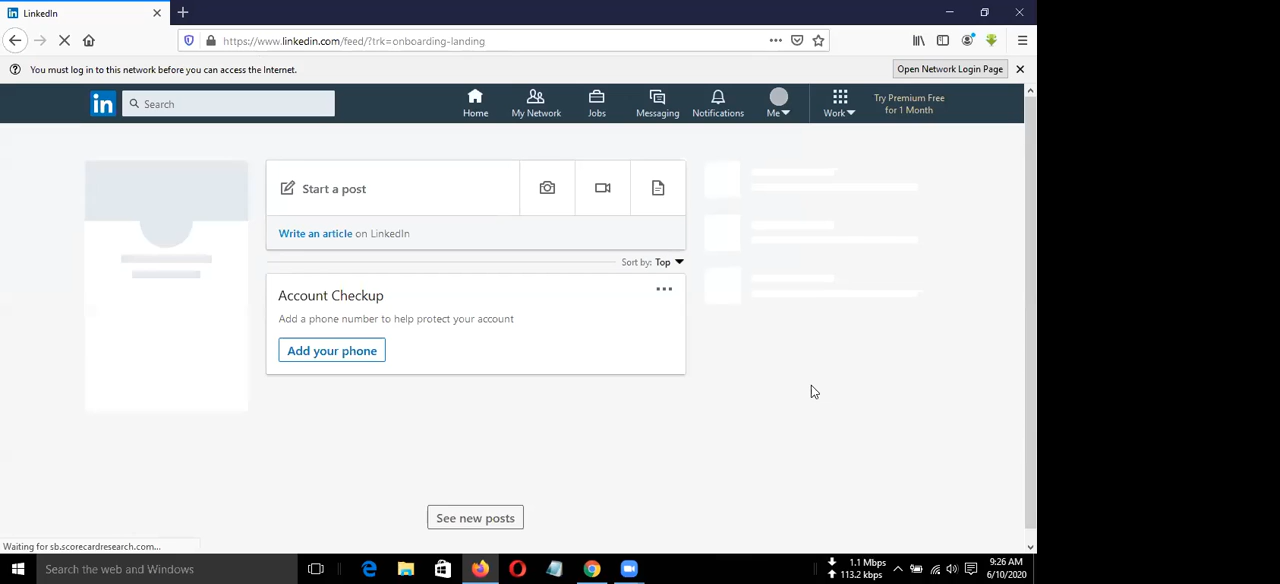 LinkedIn
https://www.linkedin.com/feed/?trk=onboarding-landing
You must log in to this network before you can access the Internet.
Open Network Login Page
in
Search
Home
My Network
Jobs
Messaging
Notifications
Me
Work
Try Premium Free
for 1 Month
Start a post
Write an article on LinkedIn
Sort by: Top
Account Checkup
Add a phone number to help protect your account
Add your phone
See new posts
Waiting for sb.scorecardresearch.com...
Search the web and Windows
1.1 Mbps
113.2 kbps
9:26 AM
6/10/2020